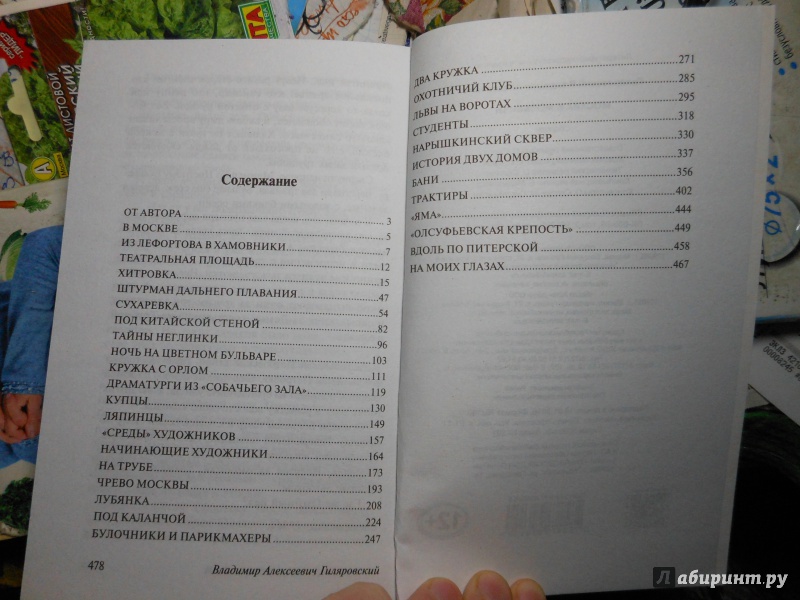 Содержание
ОТ АВТОРА 3
В МОСКВЕ 5
ИЗ ЛЕФОРТОВА В ХАМОВНИКИ 7
ТЕАТРАЛЬНАЯ ПЛОЩАДЬ 12
ХИТРОВКА 15
ШТУРМАН ДАЛЬНЕГО ПЛАВАНИЯ 47
СУХАРЕВКА 54
ПОД КИТАЙСКОЙ СТЕНОЙ 82
ТАЙНЫ НЕГЛИНКИ 96
НОЧЬ НА ЦВЕТНОМ БУЛЬВАРЕ 103
КРУЖКА С ОРЛОМ 111
ДРАМАТУРГИ ИЗ «СОБАЧЬЕГО ЗАЛА» 119
КУПЦЫ 130
ЛЯПИНЦЫ 149
«СРЕДЫ» ХУДОЖНИКОВ 157
НАЧИНАЮЩИЕ ХУДОЖНИКИ 164
НА ТРУБЕ 173
ЧРЕВО МОСКВЫ 193
ЛУБЯНКА 208
ПОД КАЛАНЧОЙ 224
БУЛОЧНИКИ И ПАРИКМАХЕРЫ 247
478 Владимир Алексеевич Гиляровский
ДВА КРУЖКА 271
ОХОТНИЧИЙ КЛУБ 285
ЛЬВЫ НА ВОРОТАХ 295
СТУДЕНТЫ 318
НАРЫШКИНСКИЙ СКВЕР 330
ИСТОРИЯ ДВУХ ДОМОВ 337
БАНИ 356
ТРАКТИРЫ 402
«ЯМА» 444
«ОЛСУФЬЕВСКАЯ КРЕПОСТЬ» 449
ВДОЛЬ ПО ПИТЕРСКОЙ 458
НА МОИХ ГЛАЗАХ 467
Лабиринт.ру